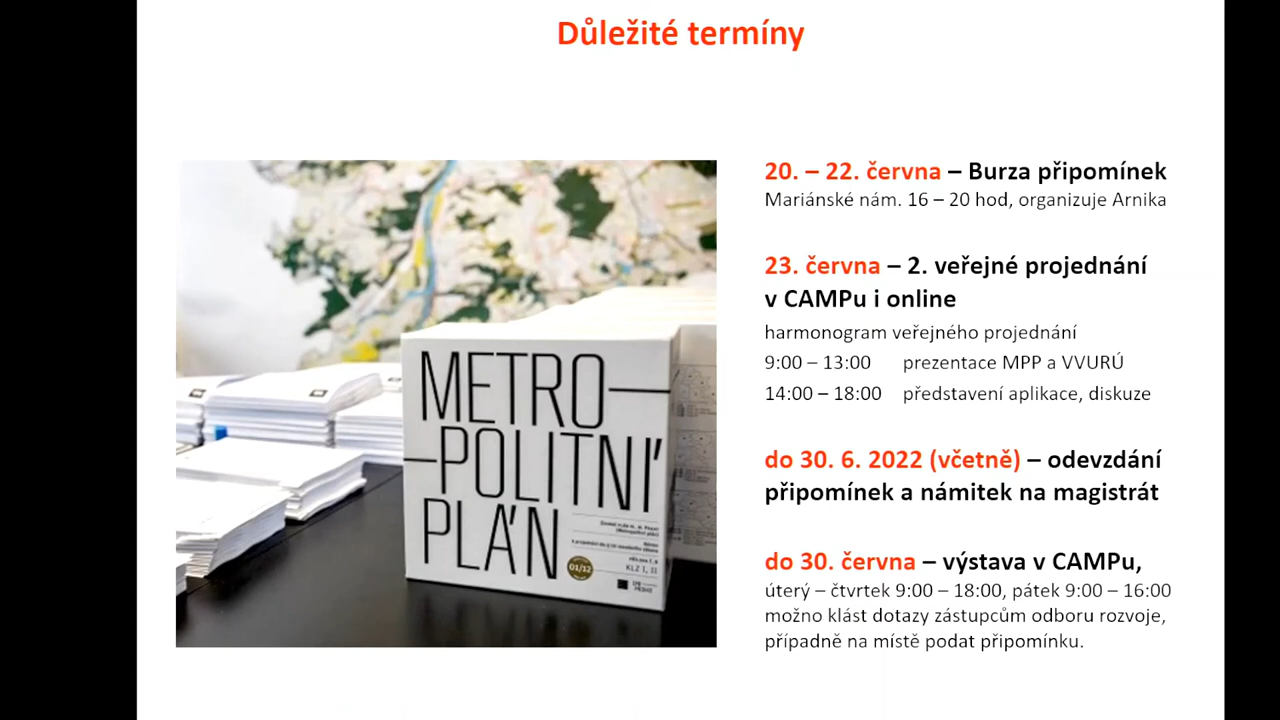 Důležité termíny
20. – 22. června – Burza připomínek
Mariánské nám. 16 – 20 hod, organizuje Arnika
23. června – 2. veřejné projednání
v CAMPu i online
harmonogram veřejného projednání
9:00 – 13:00 prezentace MPP a VVURÚ
14:00 – 18:00 představení aplikace, diskuze
do 30. 6. 2022 (včetně) – odevzdání
připomínek a námitek na magistrát
do 30. června – výstava v CAMPu,
úterý – čtvrtek 9:00 – 18:00, pátek 9:00 – 16:00
možno klást dotazy zástupcům odboru rozvoje,
případně na místě podat připomínku.
METRO—
—POLITNÍ
PLÁN
01/12
KLZ I, II